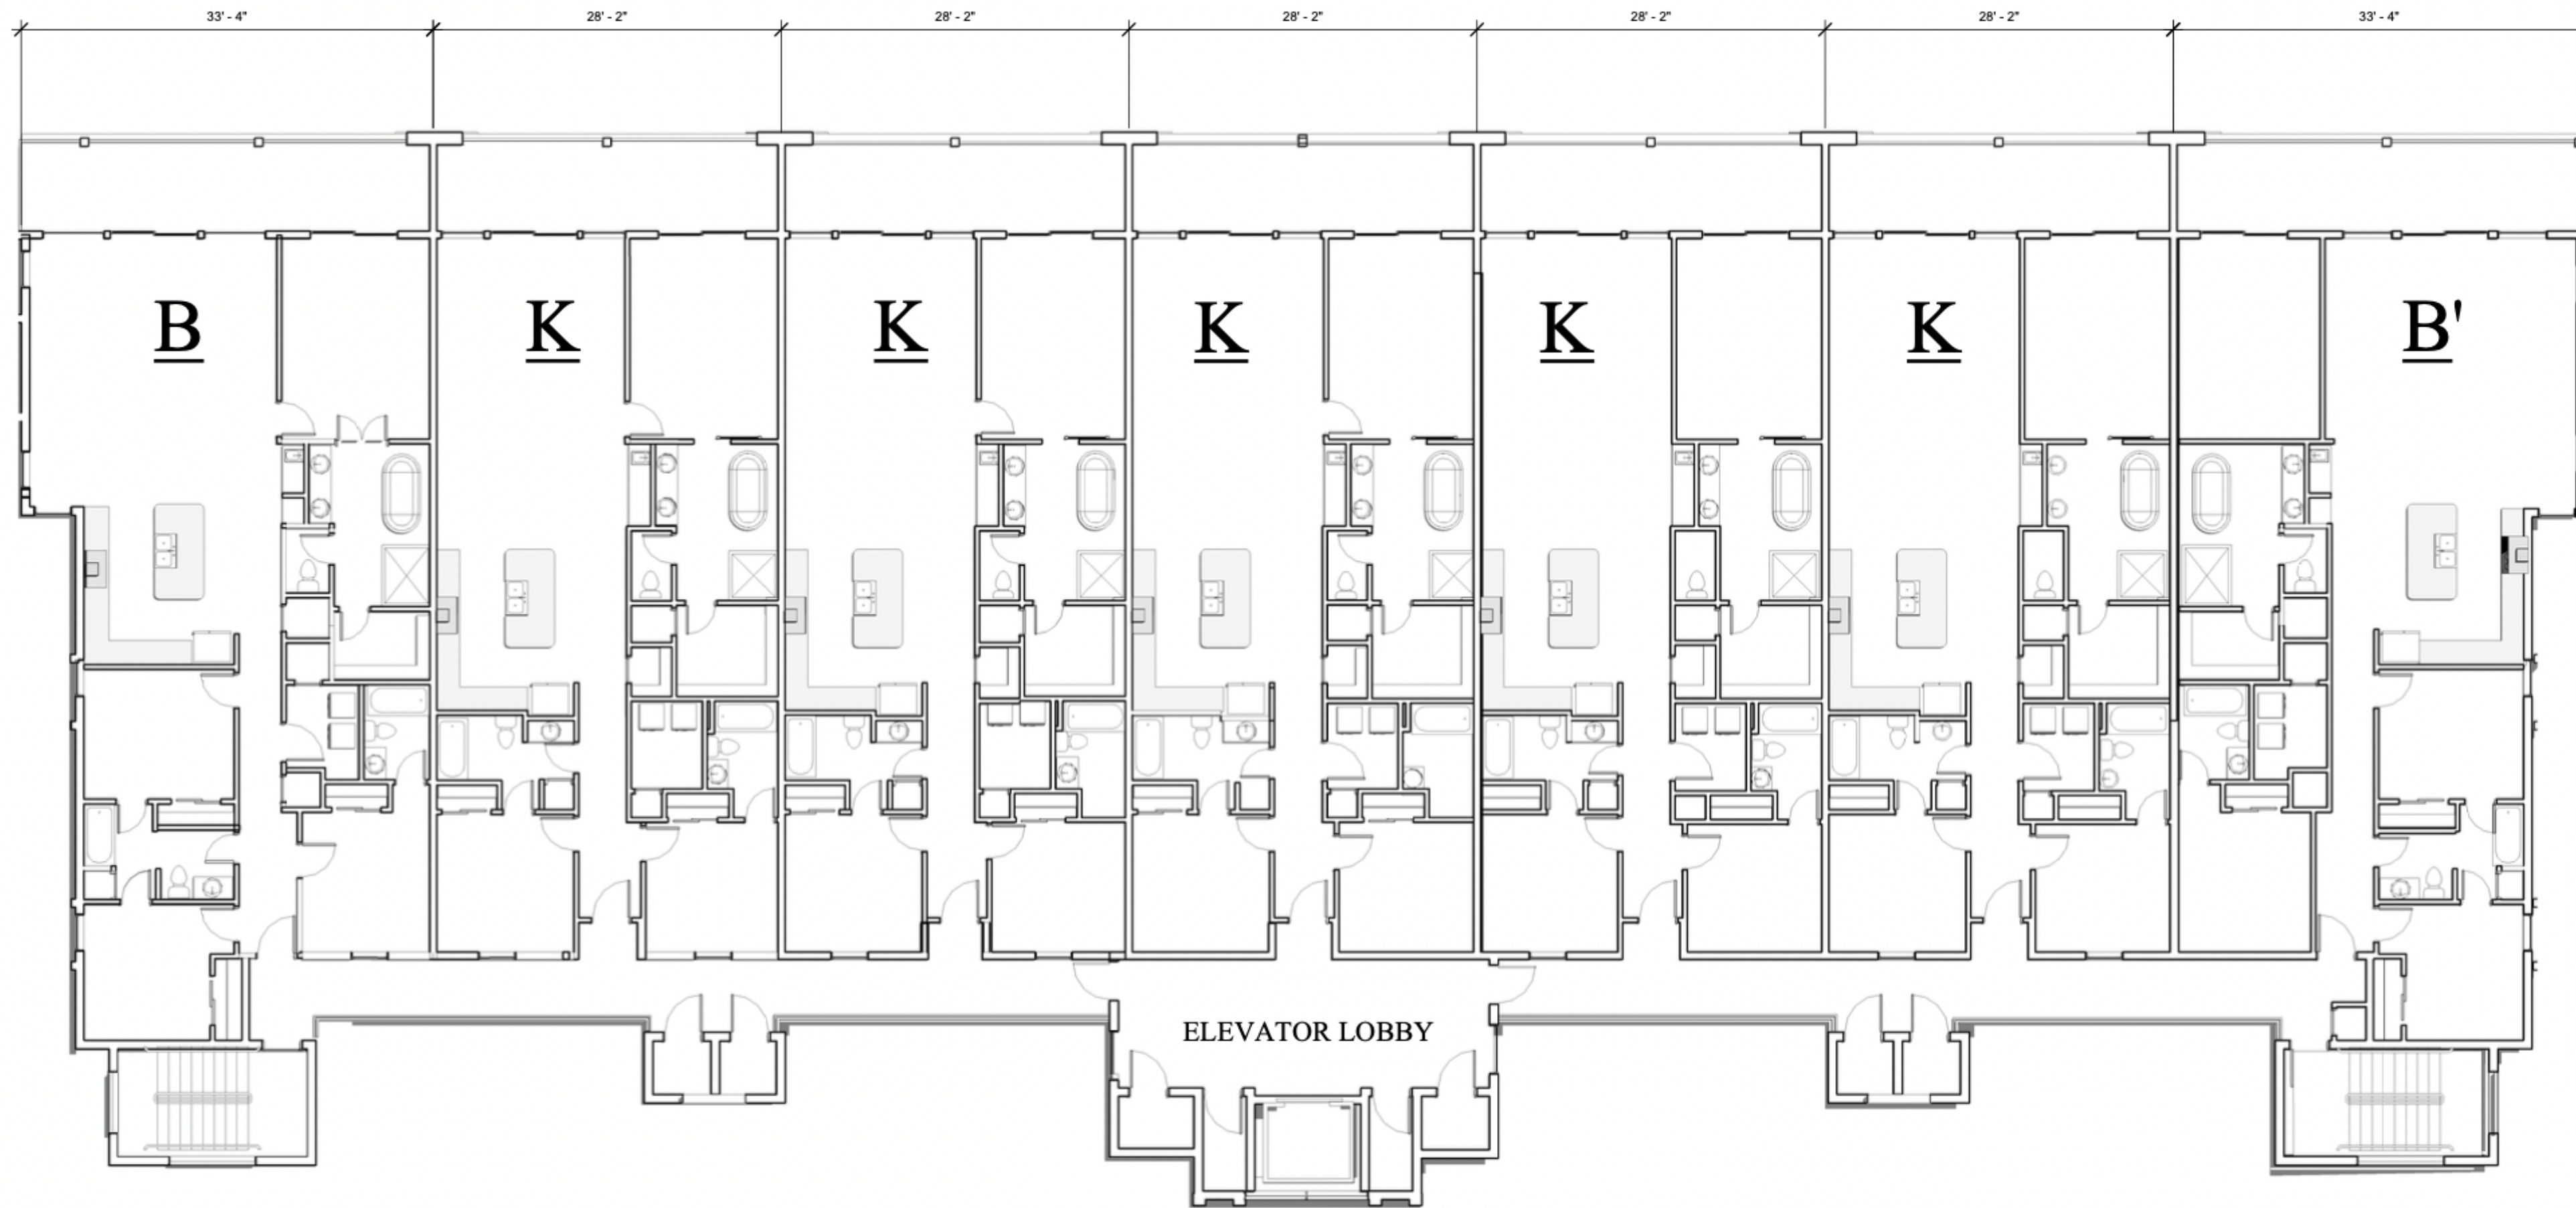 33' - 4" 28' - 2" 28' - 2" 28' - 2" 28' - 2" 28' - 2" 33' - 4"
B K K K K K B'
ELEVATOR LOBBY